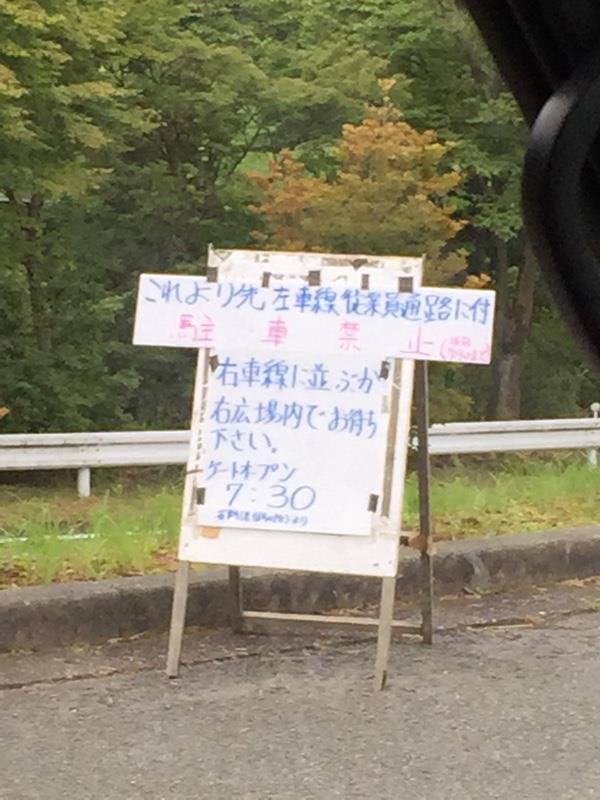 これより先 左車線 従業員通路に付
駐車禁止(
右車線に並ぶか
右広場内でお待ち
下さい。
ゲートオープン
7:30
より